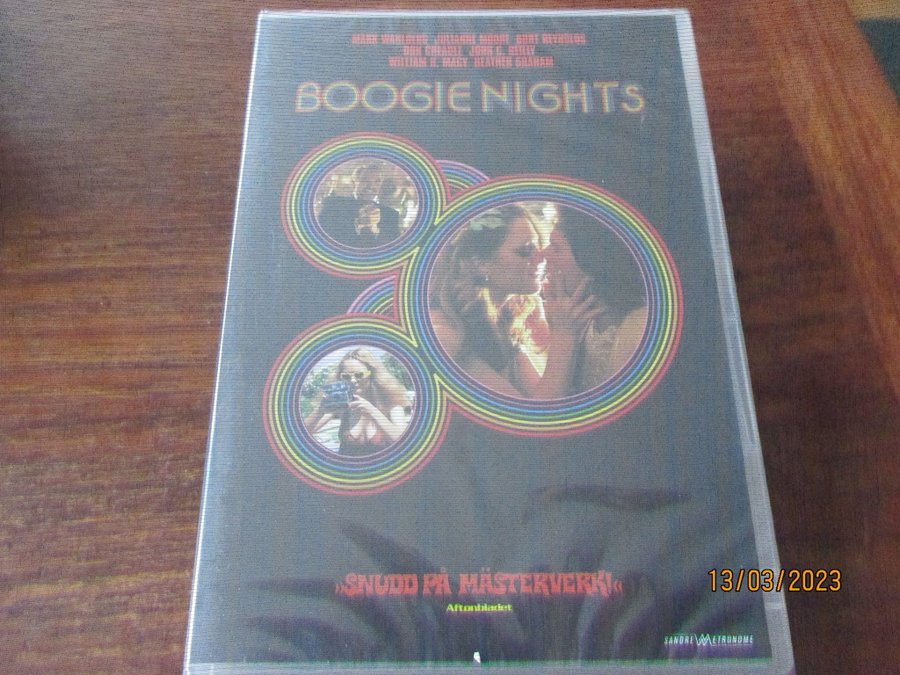 MARK WAHLBERG JULIANNE MOORE BURT REYNOLDS
DON CHEADLE JOHN C. REILLY
WILLIAM H. MACY HEATHER GRAHAM
BOOGIE NIGHTS
»SNUDD PÅ MÄSTERVERK!«
Aftonbladet
13/03/2023
SANDREW METRONOME